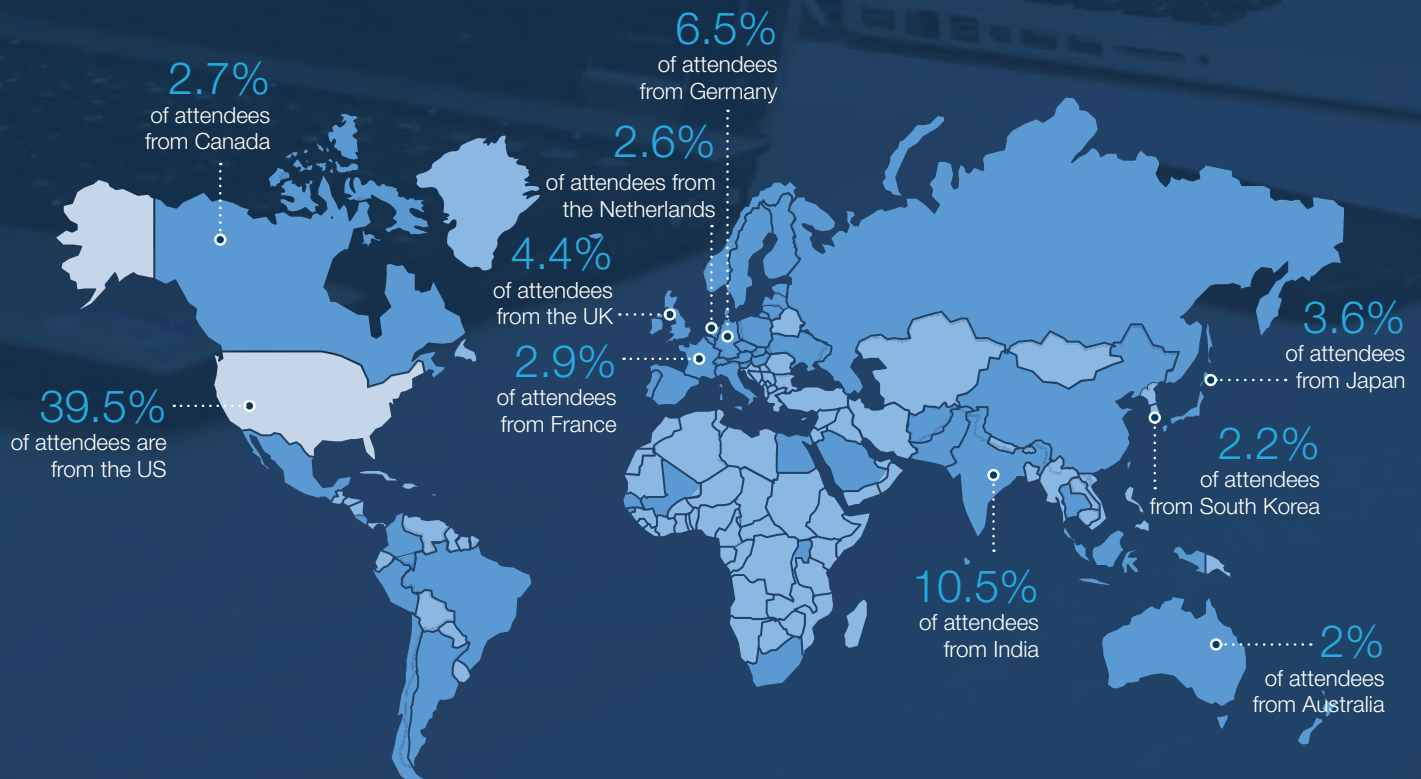 6.5%
of attendees
from Germany
2.7%
of attendees
from Canada
2.6%
of attendees from
the Netherlands
4.4%
of attendees
from the UK
2.9%
of attendees
from France
39.5%
of attendees are
from the US
3.6%
of attendees
from Japan
2.2%
of attendees
from South Korea
10.5%
of attendees
from India
2%
of attendees
from Australia